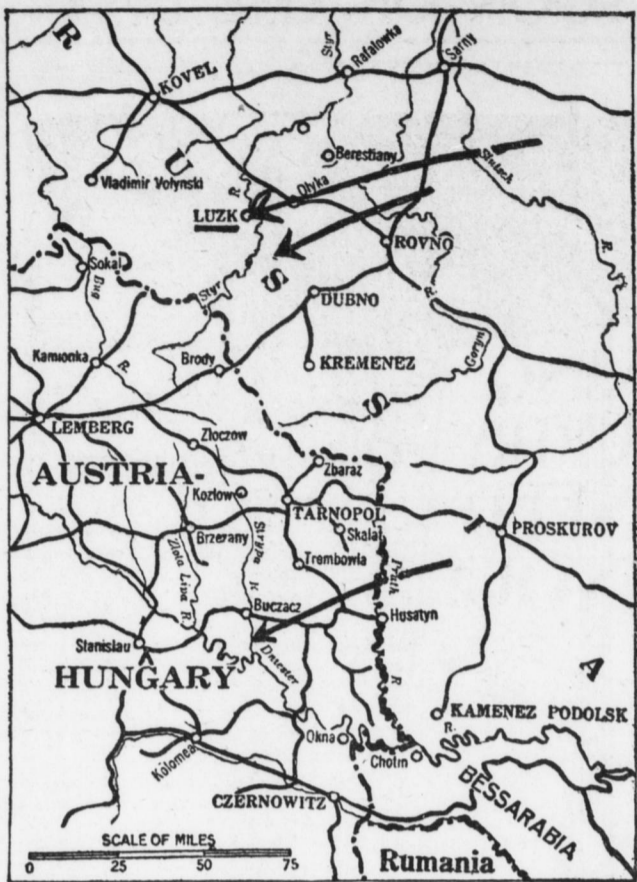 R
U
S
S
I
A
KOVEL
Styr
Rafalowka
Sarny
Berestiany
Vladimir Volynski
Olyka
Slutsch
R.
LUZK
R.
ROVNO
R.
Sokal
Bug
Styr
DUBNO
R.
Kamionka
R.
Brody
KREMENEZ
Goryn
LEMBERG
Zloczow
Zbaraz
AUSTRIA-
Kozlow
TARNOPOL
PROSKUROV
Skalat
Brzezany
Strypa R.
Trembowla
Zlota Lipa R.
Buczacz
Husatyn
R.
Stanislau
HUNGARY
Dniester
KAMENEZ PODOLSK
R.
Okna
Chotin
Kolomea
BESSARABIA
CZERNOWITZ
SCALE OF MILES
0 25 50 75
Rumania